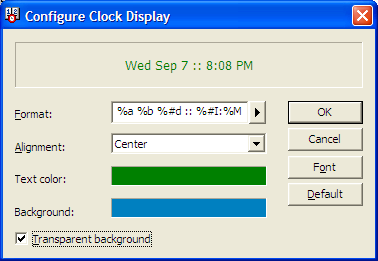 Configure Clock Display
Wed Sep 7 :: 8:08 PM
Format: %a %b %#d :: %#I:%M OK
Alignment: Center Cancel
Text color: Font
Background: Default
Transparent background